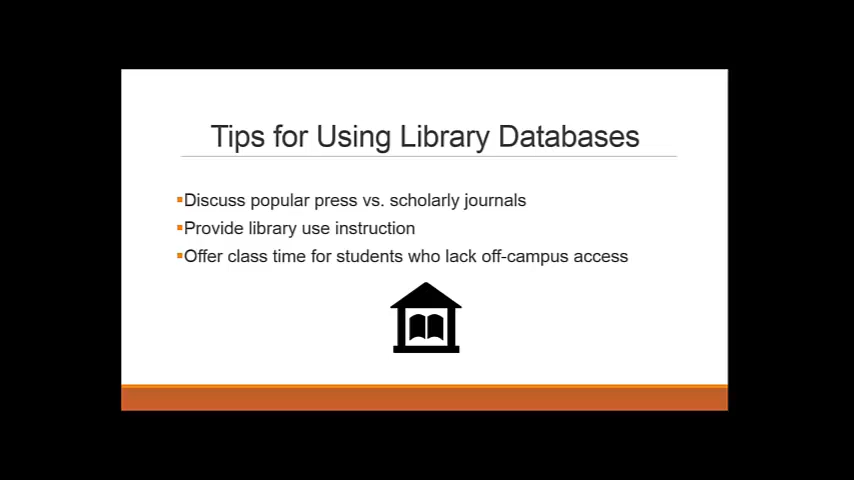 Tips for Using Library Databases
▪Discuss popular press vs. scholarly journals
▪Provide library use instruction
▪Offer class time for students who lack off-campus access